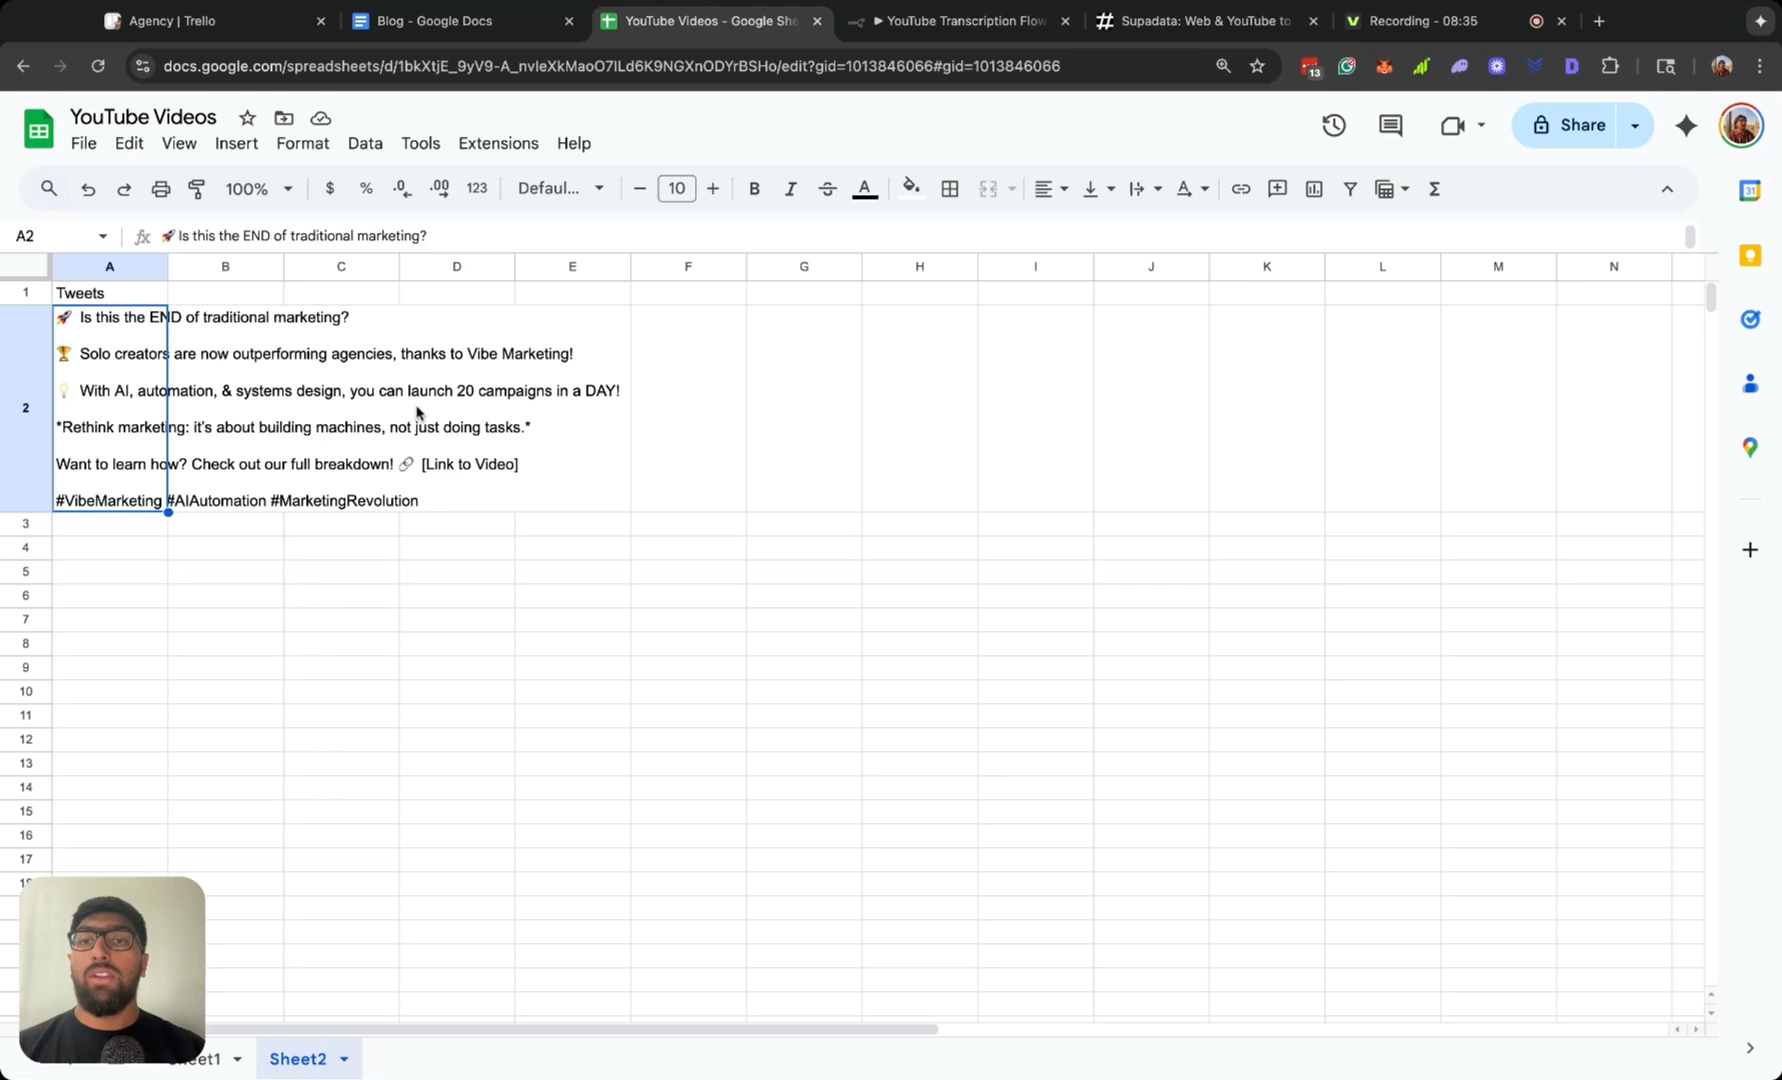 Agency | Trello
Blog - Google Docs
YouTube Videos - Google She
YouTube Transcription Flow
Supadata: Web & YouTube to
Recording - 08:35
docs.google.com/spreadsheets/d/1bkXtjE_9yV9-A_nvIeXkMaoO7lLd6K9NGXnODYrBSHo/edit?gid=1013846066#gid=1013846066
13
D
YouTube Videos
File Edit View Insert Format Data Tools Extensions Help
Share
100% $ % .0 .00 123 Defaul... 10 B I A
31
A2 fx 🚀 Is this the END of traditional marketing?
A B C D E F G H I J K L M N
1 Tweets
🚀 Is this the END of traditional marketing?
🏆 Solo creators are now outperforming agencies, thanks to Vibe Marketing!
💡 With AI, automation, & systems design, you can launch 20 campaigns in a DAY!
2
*Rethink marketing: it's about building machines, not just doing tasks.*
Want to learn how? Check out our full breakdown! 🔗 [Link to Video]
#VibeMarketing #AIAutomation #MarketingRevolution
3
4
5
6
7
8
9
10
11
12
13
14
15
16
17
Sheet2